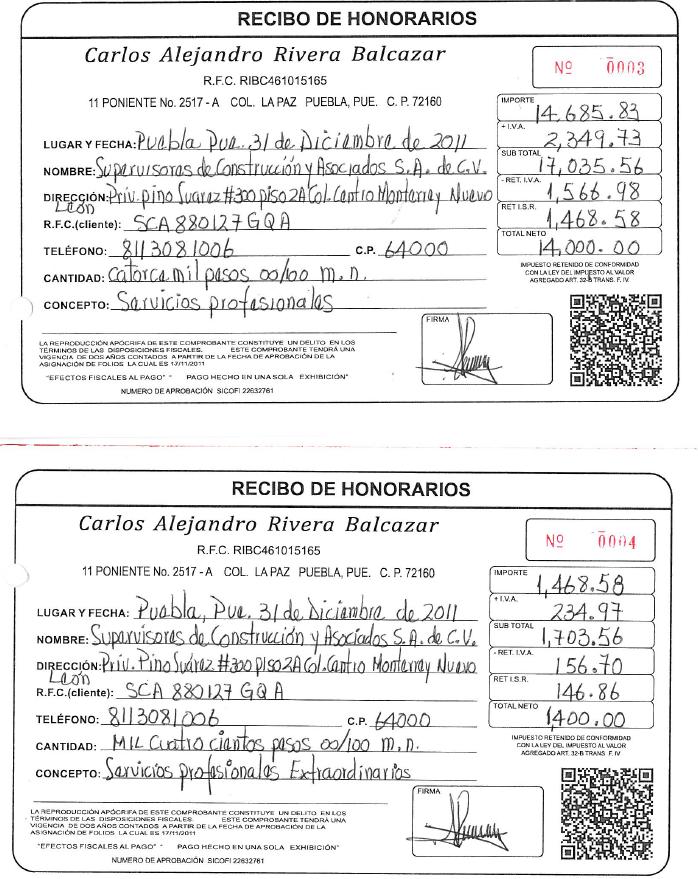 RECIBO DE HONORARIOS
Carlos Alejandro Rivera Balcazar
R.F.C. RIBC461015165
11 PONIENTE No. 2517 - A COL. LA PAZ PUEBLA, PUE. C. P. 72160
Nº 0003
IMPORTE 14,685.83
+ I.V.A. 2,349.73
SUB TOTAL 17,035.56
- RET. I.V.A. 1,566.98
RET I.S.R. 1,468.58
TOTAL NETO 14,000.00
LUGAR Y FECHA: Puebla Pue. 31 de Diciembre de 2011
NOMBRE: Supervisores de Construcción y Asociados S.A. de C.V.
DIRECCIÓN: Priv. pino Suarez #300 piso 2A Col. Centro Monterrey Nuevo
León
R.F.C.(cliente): SCA 880127 GQA
TELÉFONO: 8113081006 C.P. 64000
CANTIDAD: Catorce mil pesos 00/100 m.n.
CONCEPTO: Servicios profesionales
IMPUESTO RETENIDO DE CONFORMIDAD
CON LA LEY DEL IMPUESTO AL VALOR
AGREGADO ART. 32-B TRANS. F. IV.
FIRMA
LA REPRODUCCIÓN APÓCRIFA DE ESTE COMPROBANTE CONSTITUYE UN DELITO EN LOS
TÉRMINOS DE LAS DISPOSICIONES FISCALES. ESTE COMPROBANTE TENDRÁ UNA
VIGENCIA DE DOS AÑOS CONTADOS A PARTIR DE LA FECHA DE APROBACIÓN DE LA
ASIGNACIÓN DE FOLIOS LA CUAL ES 17/11/2011
"EFECTOS FISCALES AL PAGO" " PAGO HECHO EN UNA SOLA EXHIBICIÓN"
NUMERO DE APROBACIÓN SICOFI 22632761
RECIBO DE HONORARIOS
Carlos Alejandro Rivera Balcazar
R.F.C. RIBC461015165
11 PONIENTE No. 2517 - A COL. LA PAZ PUEBLA, PUE. C. P. 72160
Nº 0004
IMPORTE 1,468.58
+ I.V.A. 234.97
SUB TOTAL 1,703.56
- RET. I.V.A. 156.70
RET I.S.R. 146.86
TOTAL NETO 1400.00
LUGAR Y FECHA: Puebla, Pue. 31 de Diciembre de 2011
NOMBRE: Supervisores de Construcción y Asociados S.A. de C.V.
DIRECCIÓN: Priv. Pino Suárez #300 piso 2A Col. Centro Monterrey Nuevo
León
R.F.C.(cliente): SCA 880127 GQA
TELÉFONO: 8113081006 C.P. 64000
CANTIDAD: MIL Cuatro cientos pesos 00/100 m.n.
CONCEPTO: Servicios profesionales Extraordinarios
IMPUESTO RETENIDO DE CONFORMIDAD
CON LA LEY DEL IMPUESTO AL VALOR
AGREGADO ART. 32-B TRANS. F. IV
FIRMA
LA REPRODUCCIÓN APÓCRIFA DE ESTE COMPROBANTE CONSTITUYE UN DELITO EN LOS
TÉRMINOS DE LAS DISPOSICIONES FISCALES. ESTE COMPROBANTE TENDRÁ UNA
VIGENCIA DE DOS AÑOS CONTADOS A PARTIR DE LA FECHA DE APROBACIÓN DE LA
ASIGNACIÓN DE FOLIOS LA CUAL ES 17/11/2011
"EFECTOS FISCALES AL PAGO" " PAGO HECHO EN UNA SOLA EXHIBICIÓN"
NUMERO DE APROBACIÓN SICOFI 22632761